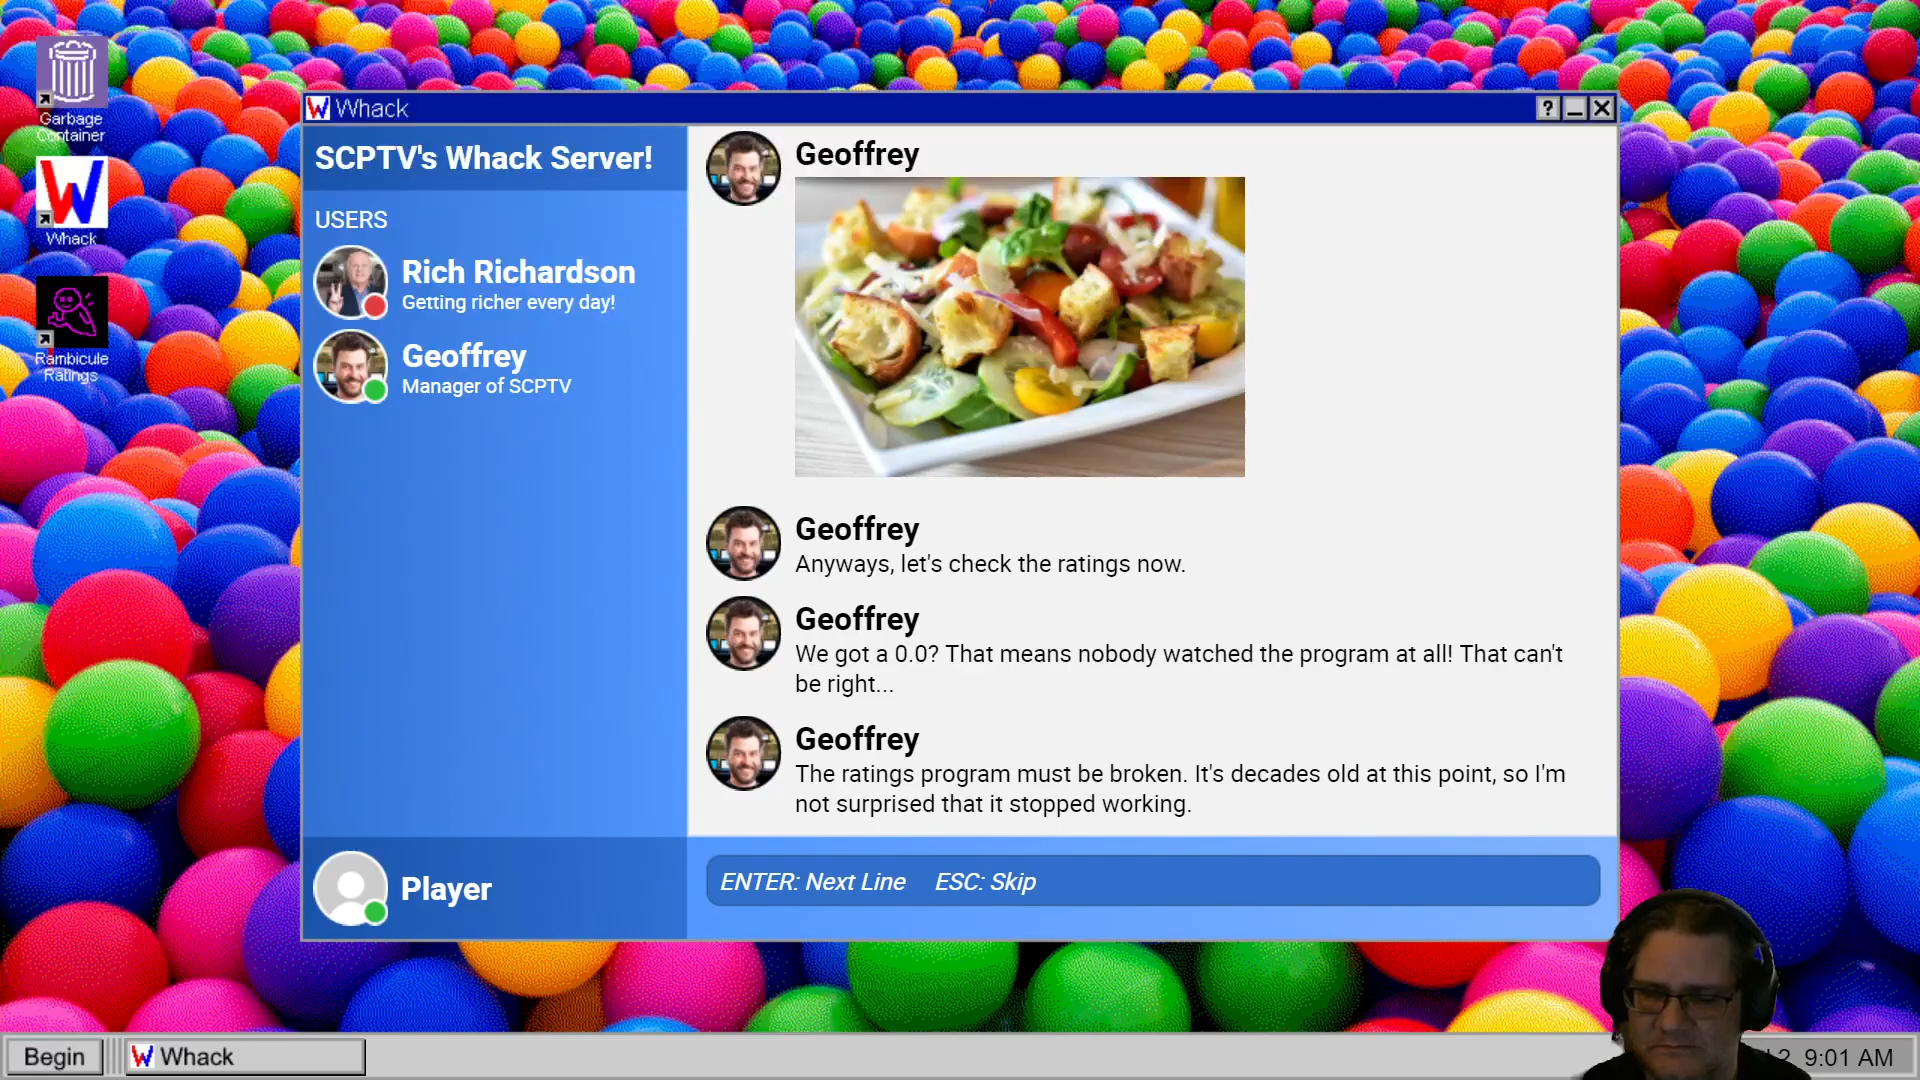 Garbage
Container
Whack
Rambicule
Ratings
Whack
SCPTV's Whack Server!
USERS
Rich Richardson
Getting richer every day!
Geoffrey
Manager of SCPTV
Player
Geoffrey
Geoffrey
Anyways, let's check the ratings now.
Geoffrey
We got a 0.0? That means nobody watched the program at all! That can't
be right...
Geoffrey
The ratings program must be broken. It's decades old at this point, so I'm
not surprised that it stopped working.
ENTER: Next Line ESC: Skip
Begin
Whack
2, 9:01 AM